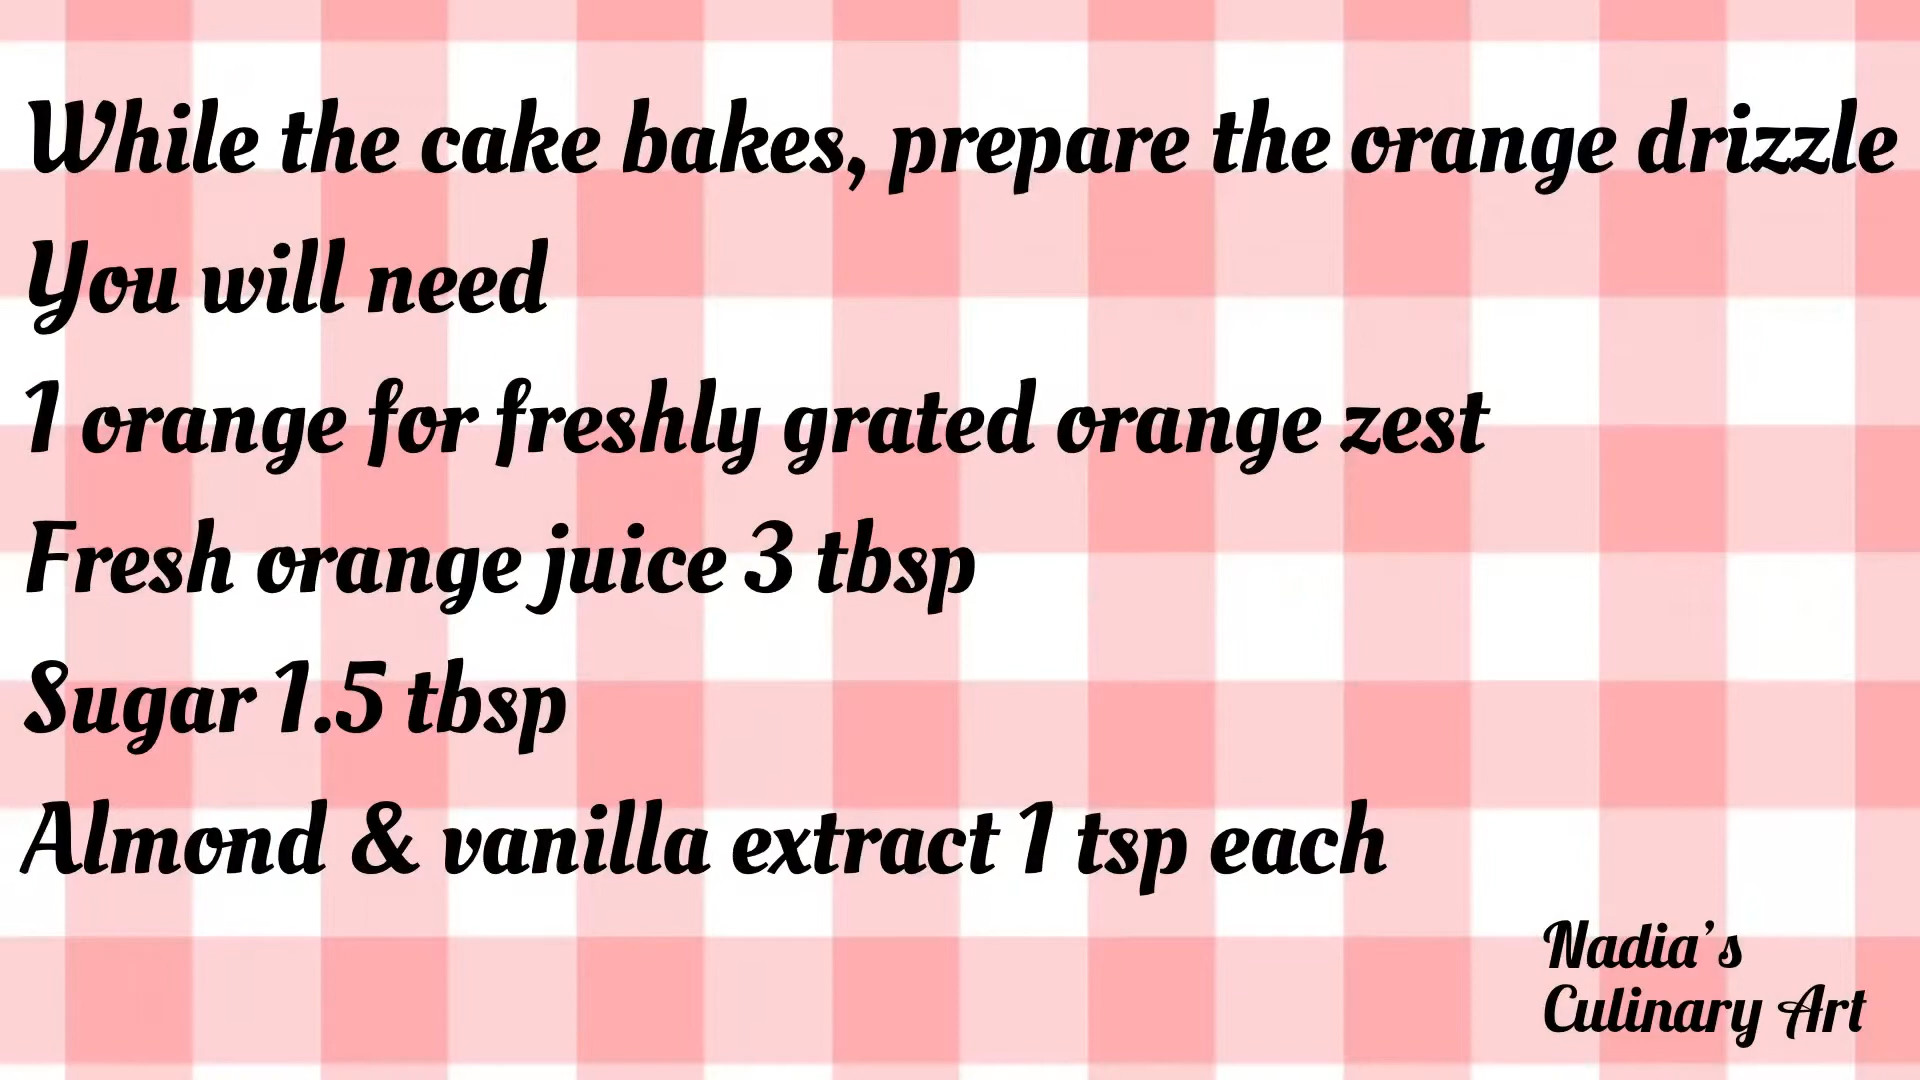 While the cake bakes, prepare the orange drizzle
You will need
1 orange for freshly grated orange zest
Fresh orange juice 3 tbsp
Sugar 1.5 tbsp
Almond & vanilla extract 1 tsp each
Nadia's
Culinary Art